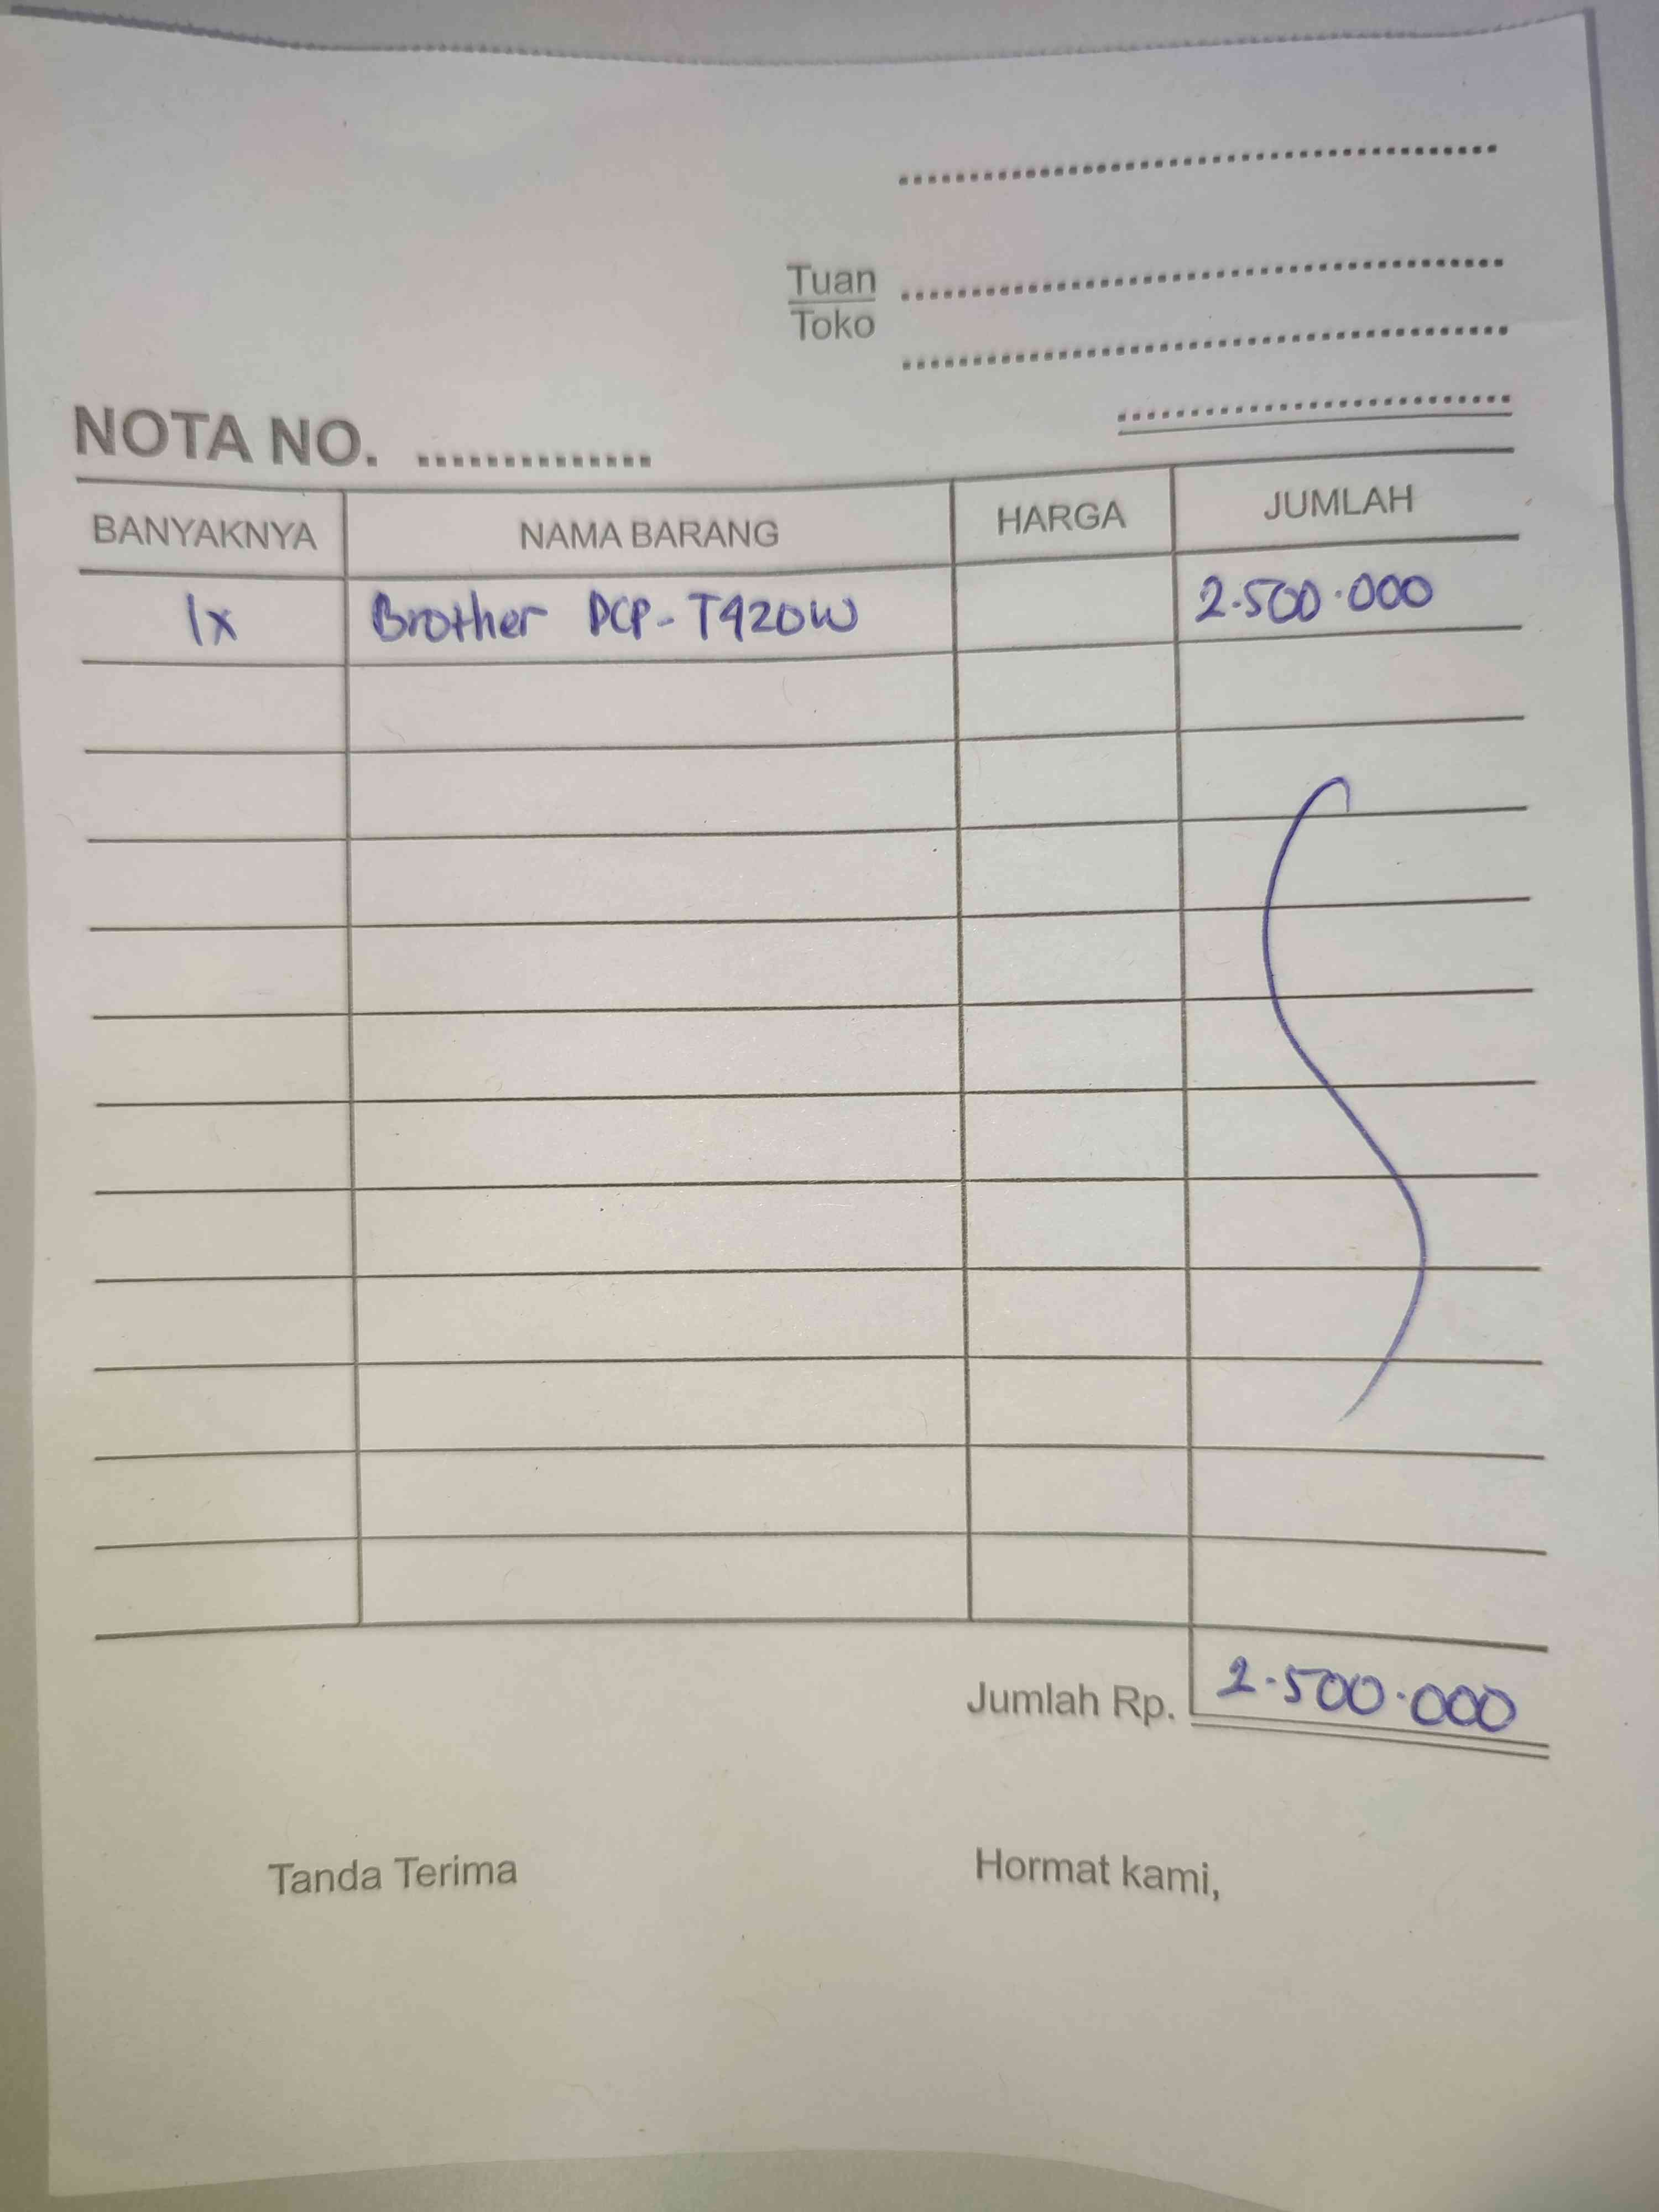 Tuan
Toko
NOTA NO. ..............
BANYAKNYA NAMA BARANG HARGA JUMLAH
1x Brother DCP-T420W 2.500.000
Jumlah Rp. 2.500.000
Tanda Terima Hormat kami,